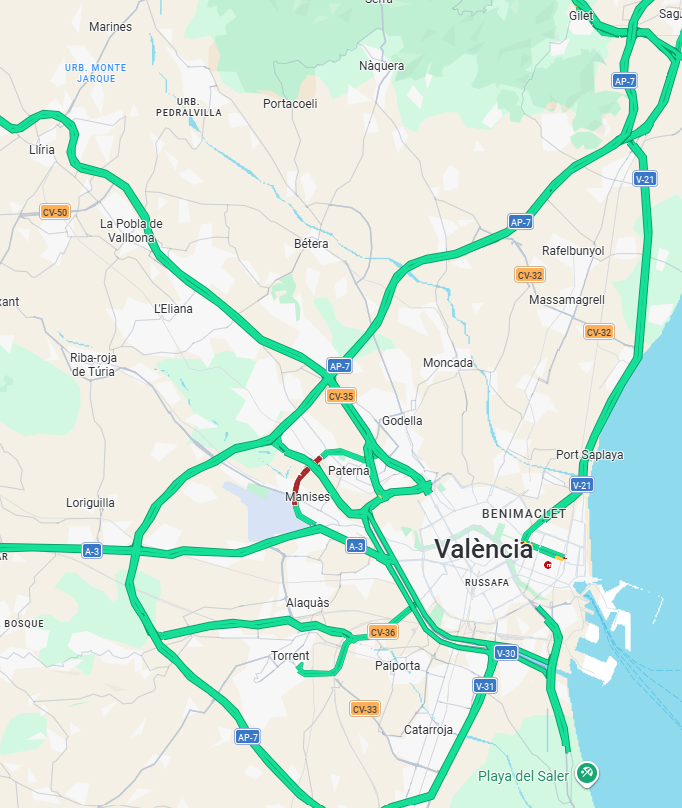 Serra
Gilet
Sagu
Marines
URB. MONTE
JARQUE
Nàquera
AP-7
URB.
PEDRALVILLA
Portacoeli
Llíria
V-21
CV-50
La Pobla de
Vallbona
AP-7
Bétera
Rafelbunyol
CV-32
xant
L'Eliana
Massamagrell
CV-32
Riba-roja
de Túria
AP-7
Moncada
CV-35
Godella
Port Saplaya
Paterna
V-21
Loriguilla
Manises
BENIMACLET
AR
A-3
A-3
València
RUSSAFA
Alaquàs
BOSQUE
CV-36
Torrent
V-30
Paiporta
V-31
CV-33
AP-7
Catarroja
Playa del Saler